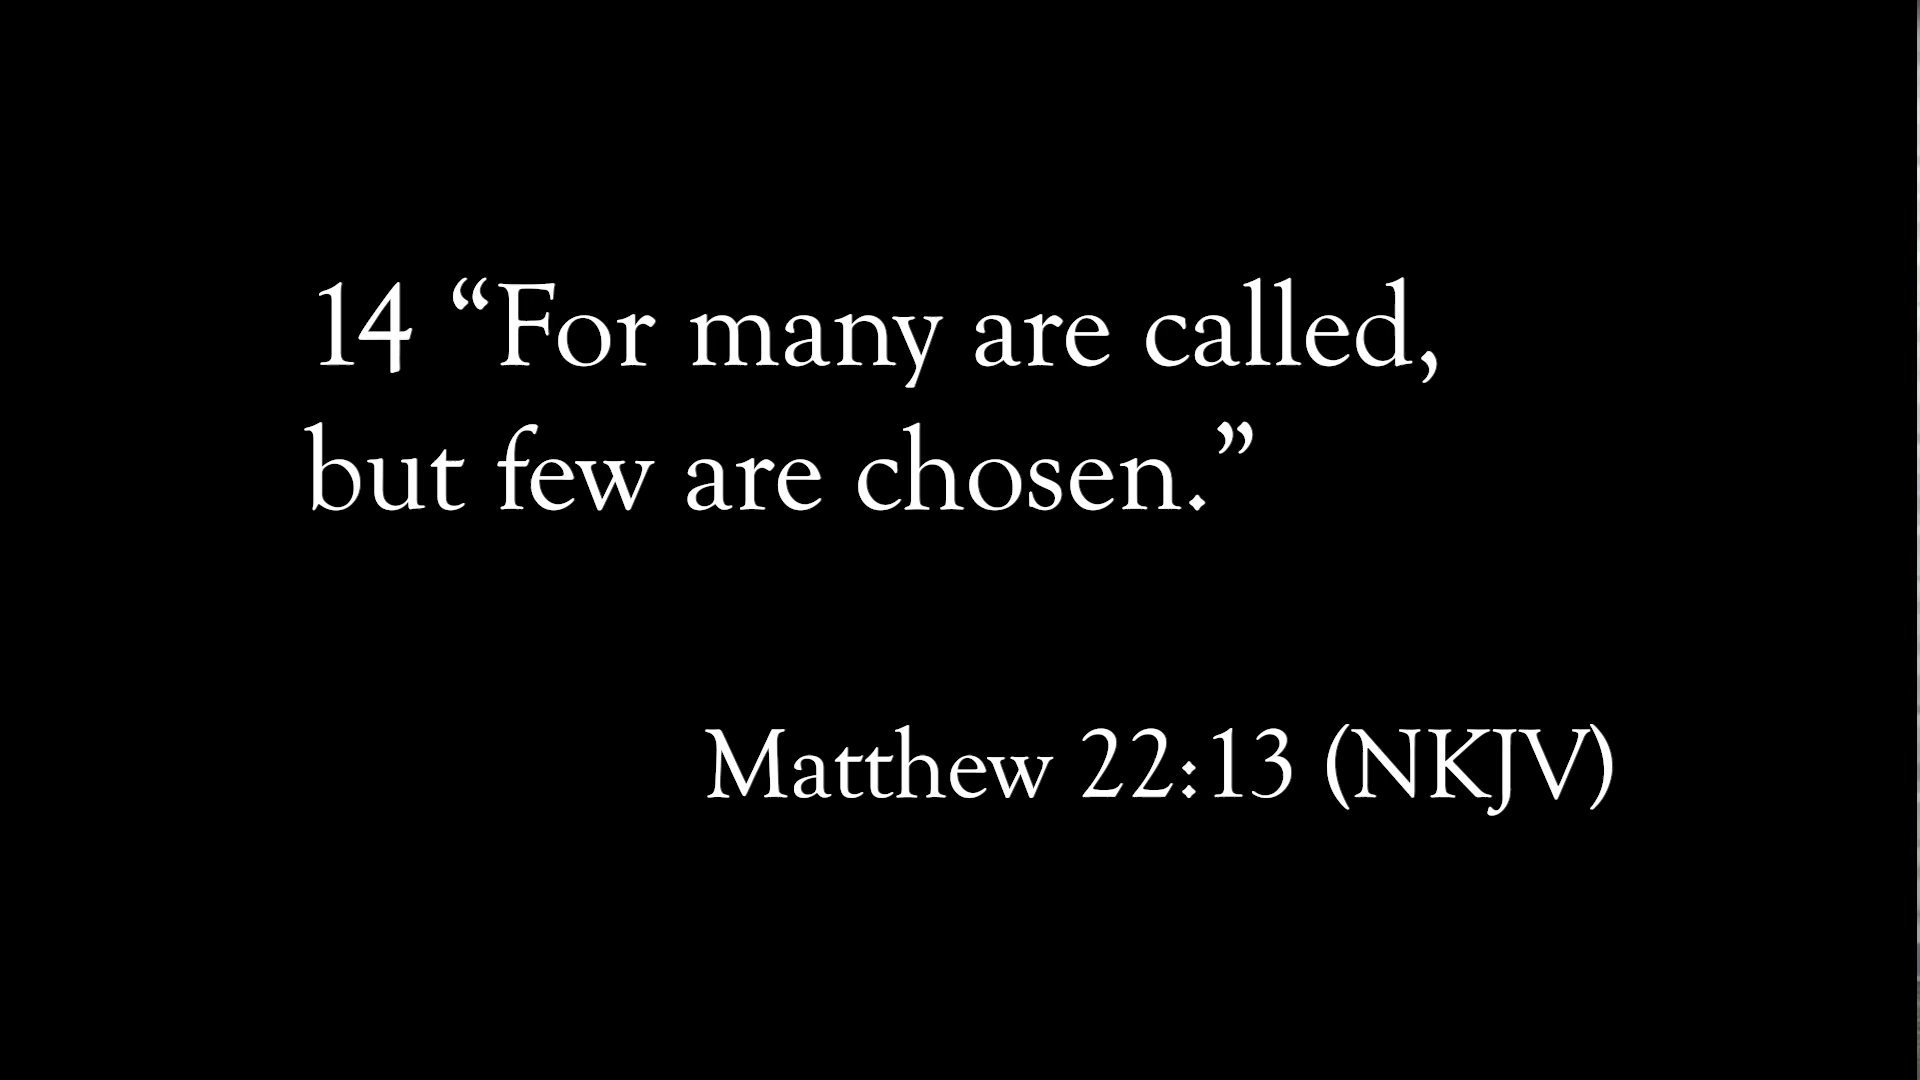 14 “For many are called,
but few are chosen.”
Matthew 22:13 (NKJV)